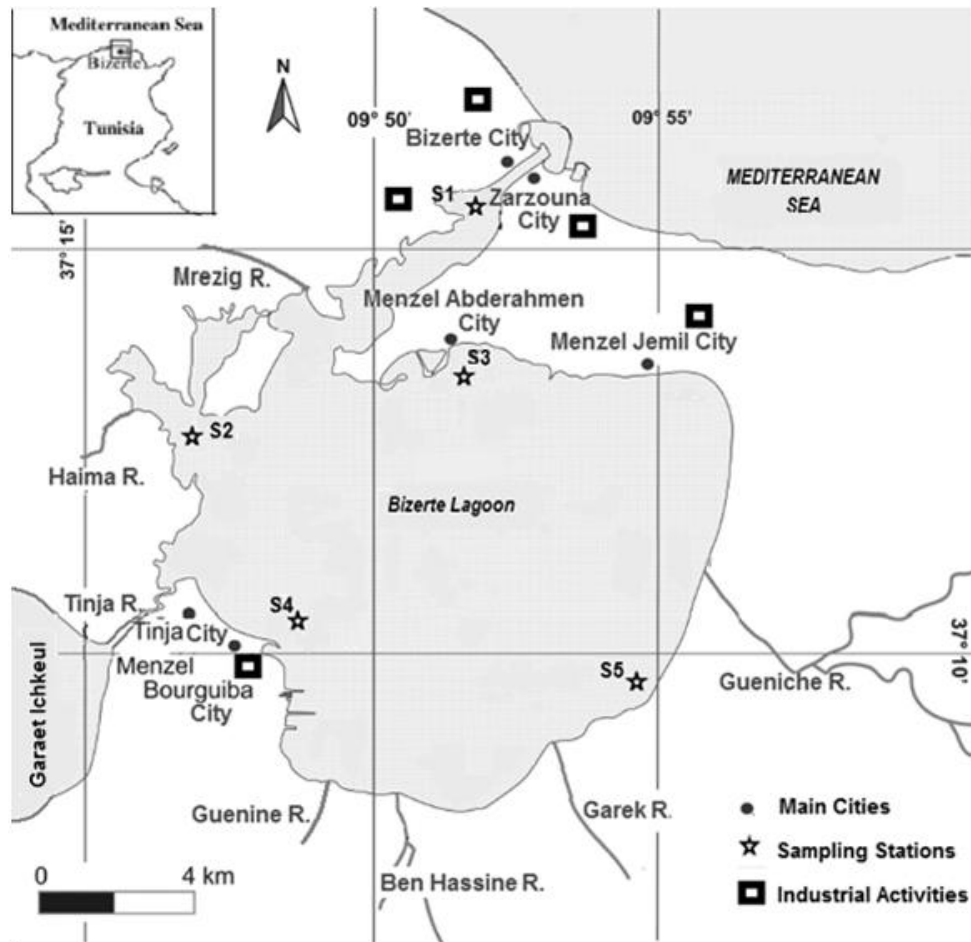 Mediterranean Sea
Bizerte
Tunisia
N
09° 50'
09° 55'
Bizerte City
S1
Zarzouna
City
MEDITERRANEAN
SEA
37° 15'
Mrezig R.
Menzel Abderahmen
City
Menzel Jemil City
S3
S2
Haima R.
Bizerte Lagoon
Tinja R.
S4
Tinja City
Menzel
Bourguiba
City
S5
37° 10'
Gueniche R.
Garaet Ichkeul
Guenine R.
Garek R.
Ben Hassine R.
Main Cities
Sampling Stations
Industrial Activities
0 4 km